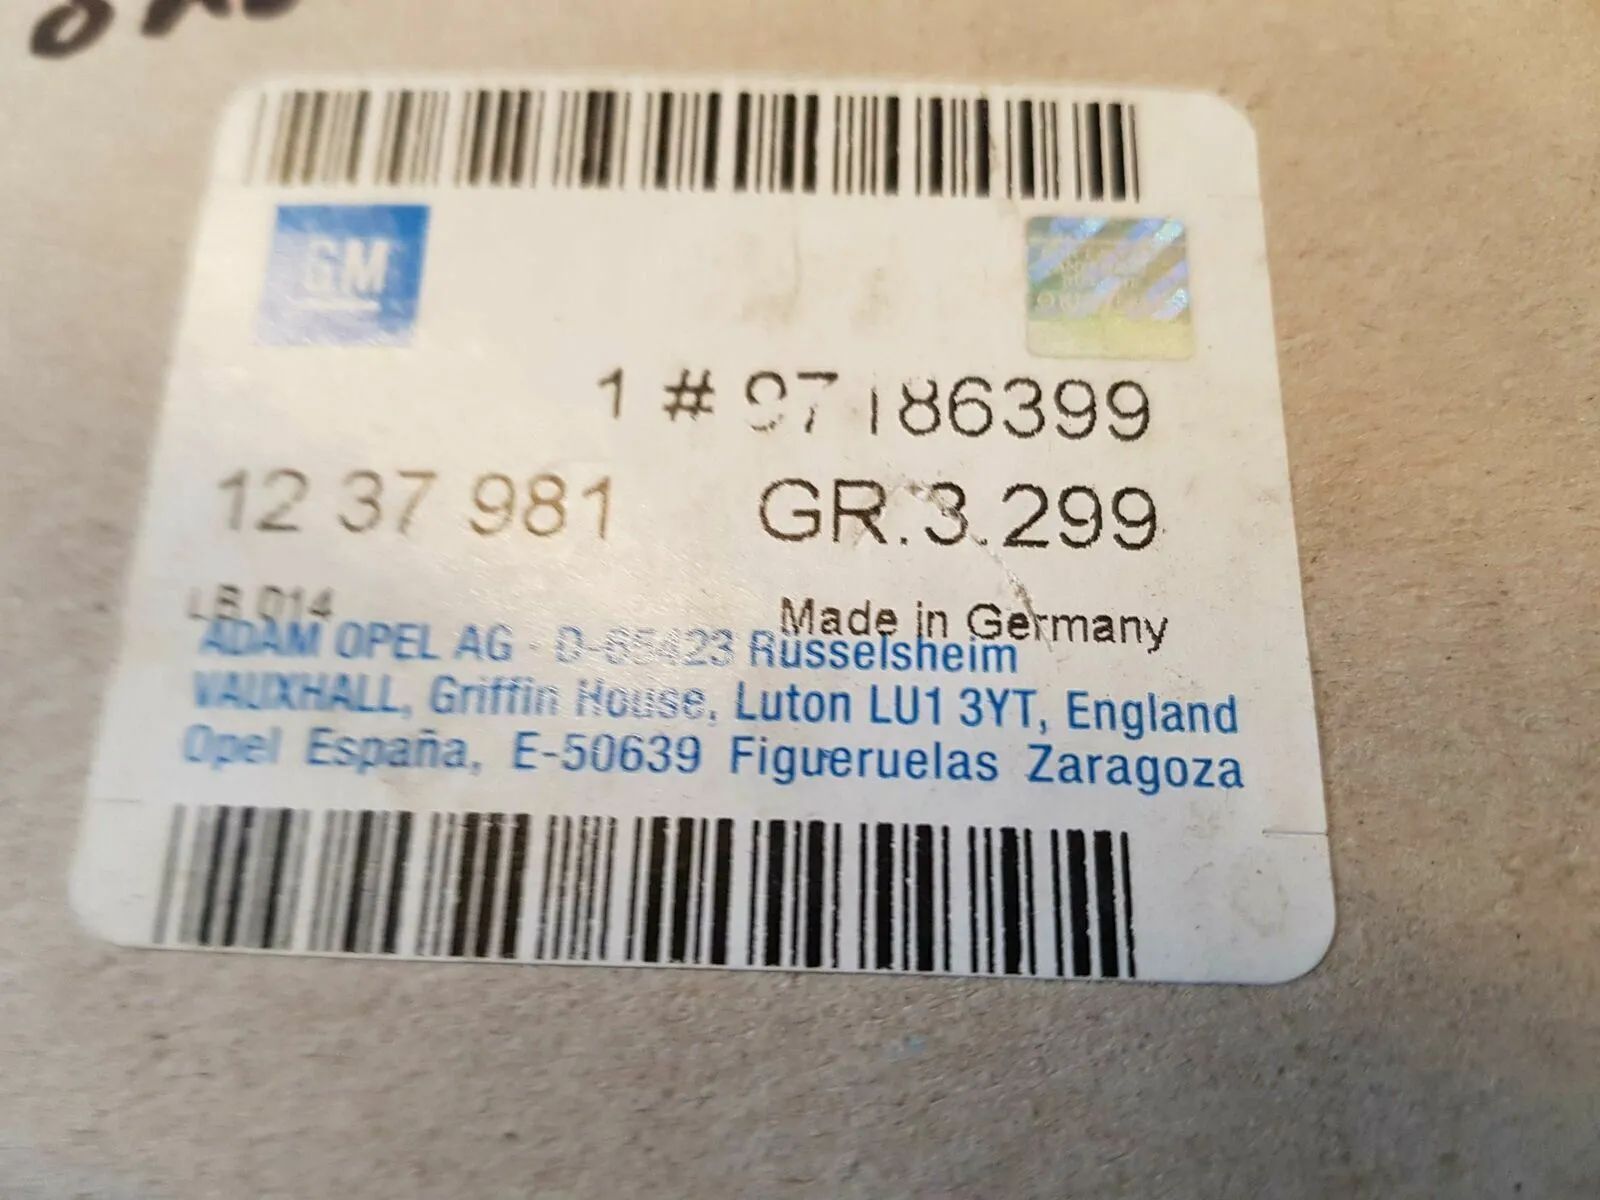 GM
1 # 97186399
12 37 981 GR.3.299
LB 014
Made in Germany
ADAM OPEL AG · D-65423 Rüsselsheim
VAUXHALL, Griffin House, Luton LU1 3YT, England
Opel España, E-50639 Figueruelas Zaragoza